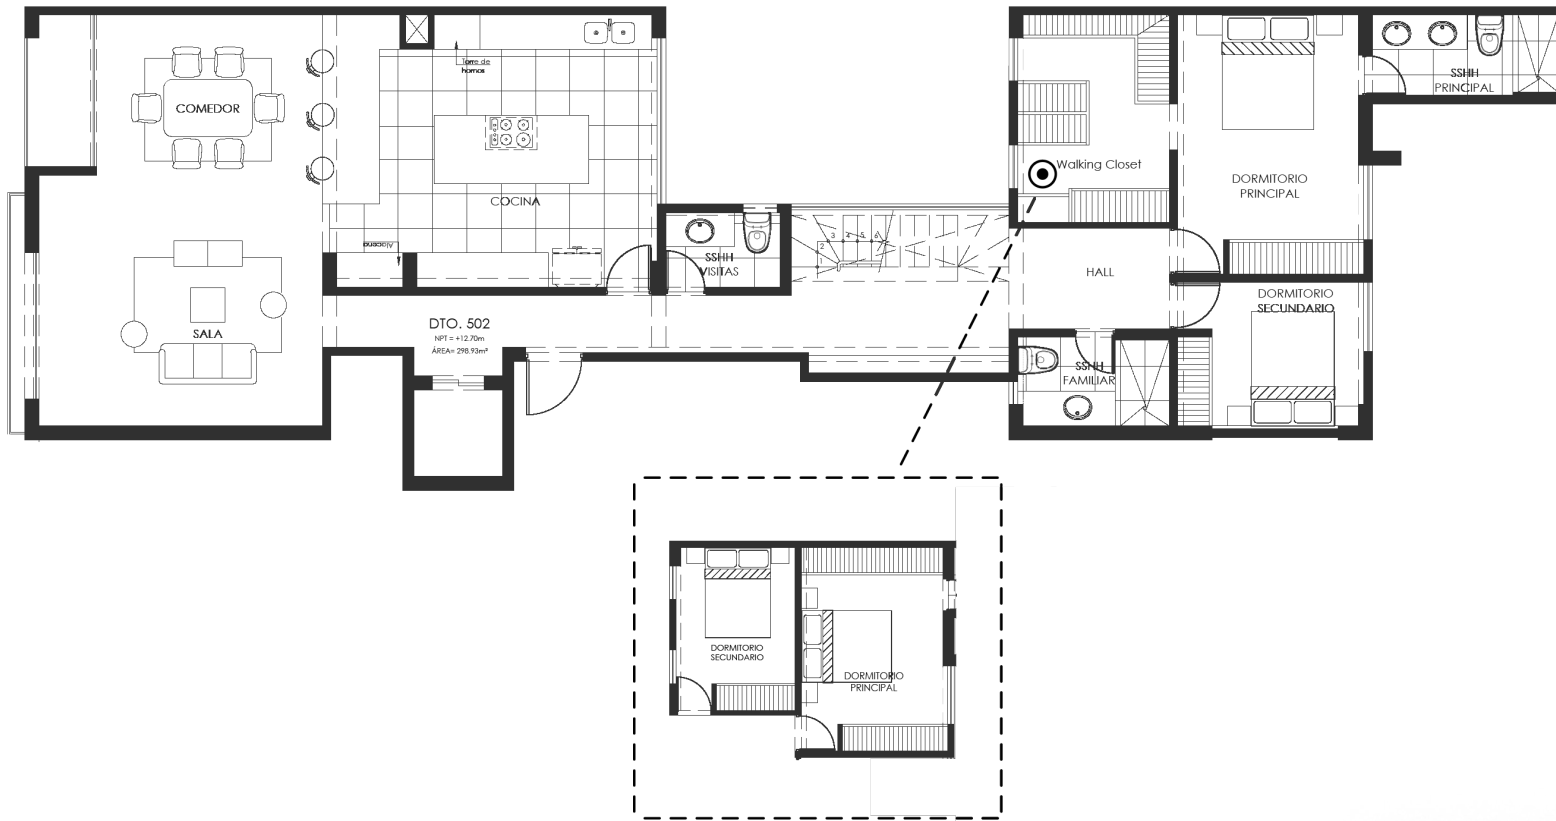 Torre de
hornos
COMEDOR
SSHH
PRINCIPAL
Walking Closet
DORMITORIO
PRINCIPAL
COCINA
Alacena
3
4
5
6
2
SSHH
VISITAS
HALL
DORMITORIO
SECUNDARIO
SALA
DTO. 502
NPT = +12.70m
ÁREA= 298.93m²
SSHH
FAMILIAR
DORMITORIO
SECUNDARIO
DORMITORIO
PRINCIPAL